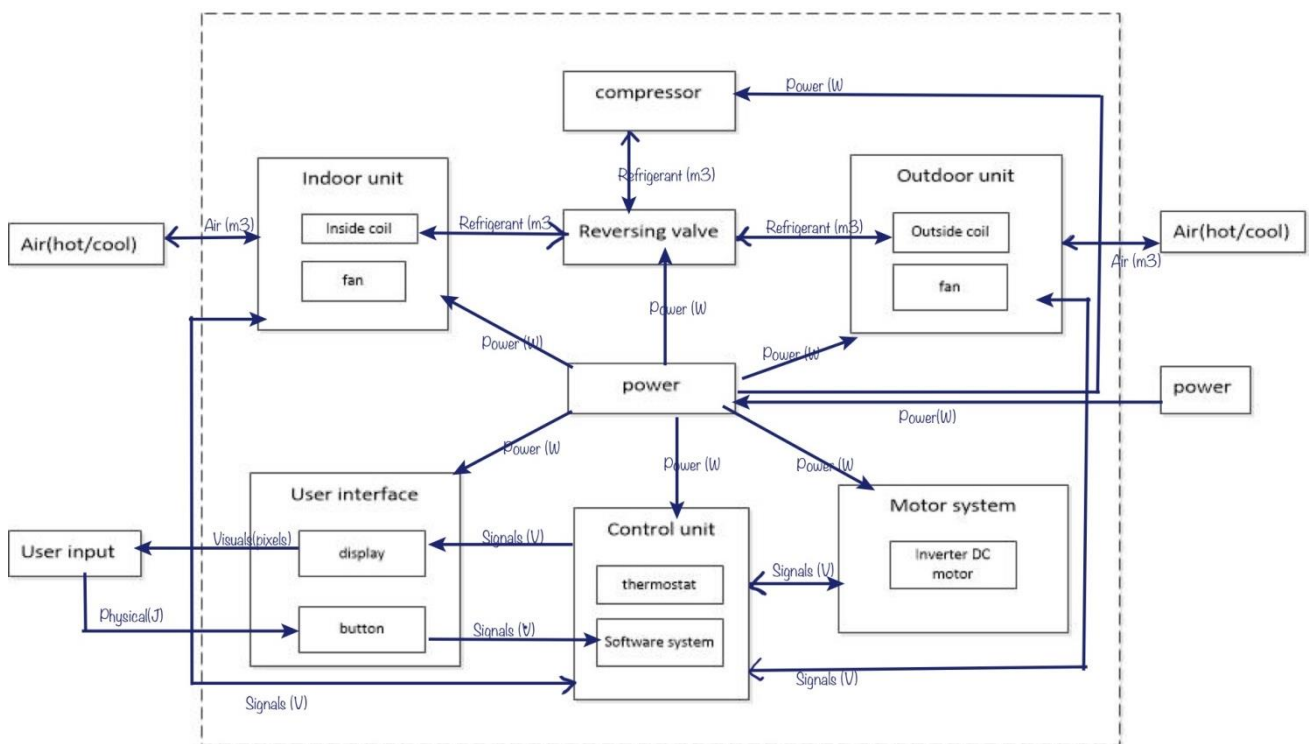 Power (W
compressor
Refrigerant (m3)
Indoor unit
Outdoor unit
Air(hot/cool)
Air (m3)
Inside coil
Refrigerant (m3
Reversing valve
Refrigerant (m3)
Outside coil
Air(hot/cool)
Air (m3)
fan
fan
Power (W
Power (W)
Power (W
power
power
Power(W)
Power (W
Power (W
Power (W
User interface
Motor system
Control unit
User input
Visuals(pixels)
display
Signals (V)
Inverter DC
motor
thermostat
Signals (V)
Physical(J)
button
Signals (V)
Software system
Signals (V)
Signals (V)